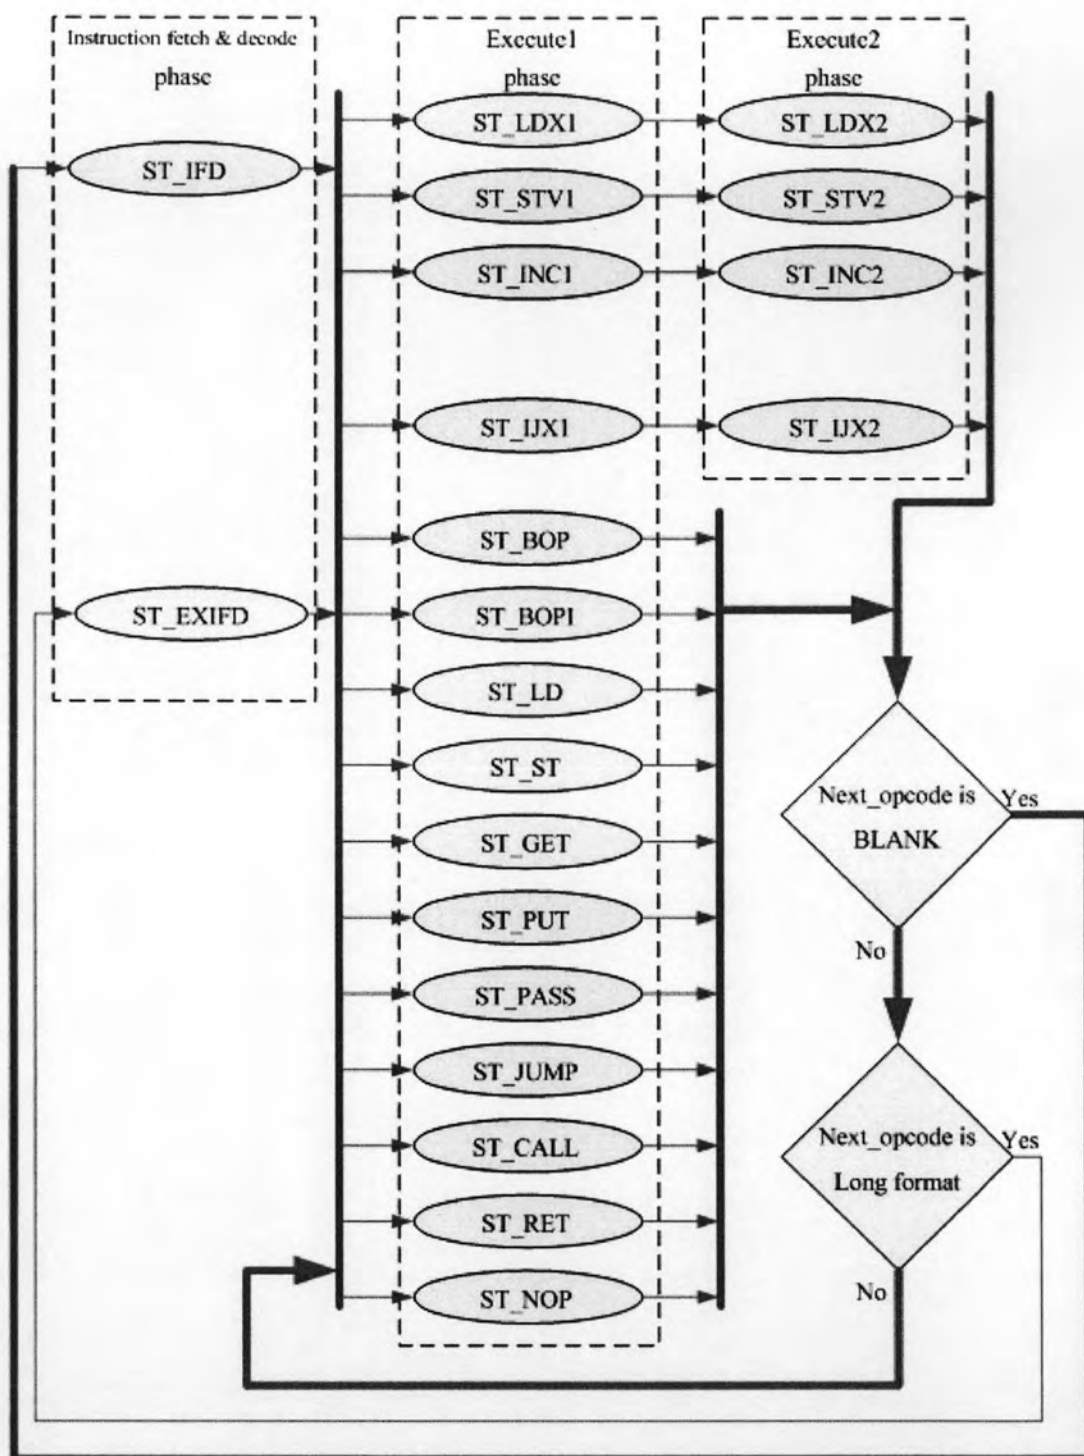 Instruction fetch & decode
phase
ST_IFD
ST_EXIFD
Execute1
phase
ST_LDX1
ST_STV1
ST_INC1
ST_IJX1
ST_BOP
ST_BOPI
ST_LD
ST_ST
ST_GET
ST_PUT
ST_PASS
ST_JUMP
ST_CALL
ST_RET
ST_NOP
Execute2
phase
ST_LDX2
ST_STV2
ST_INC2
ST_IJX2
Next_opcode is
BLANK
Yes
No
Next_opcode is
Long format
Yes
No